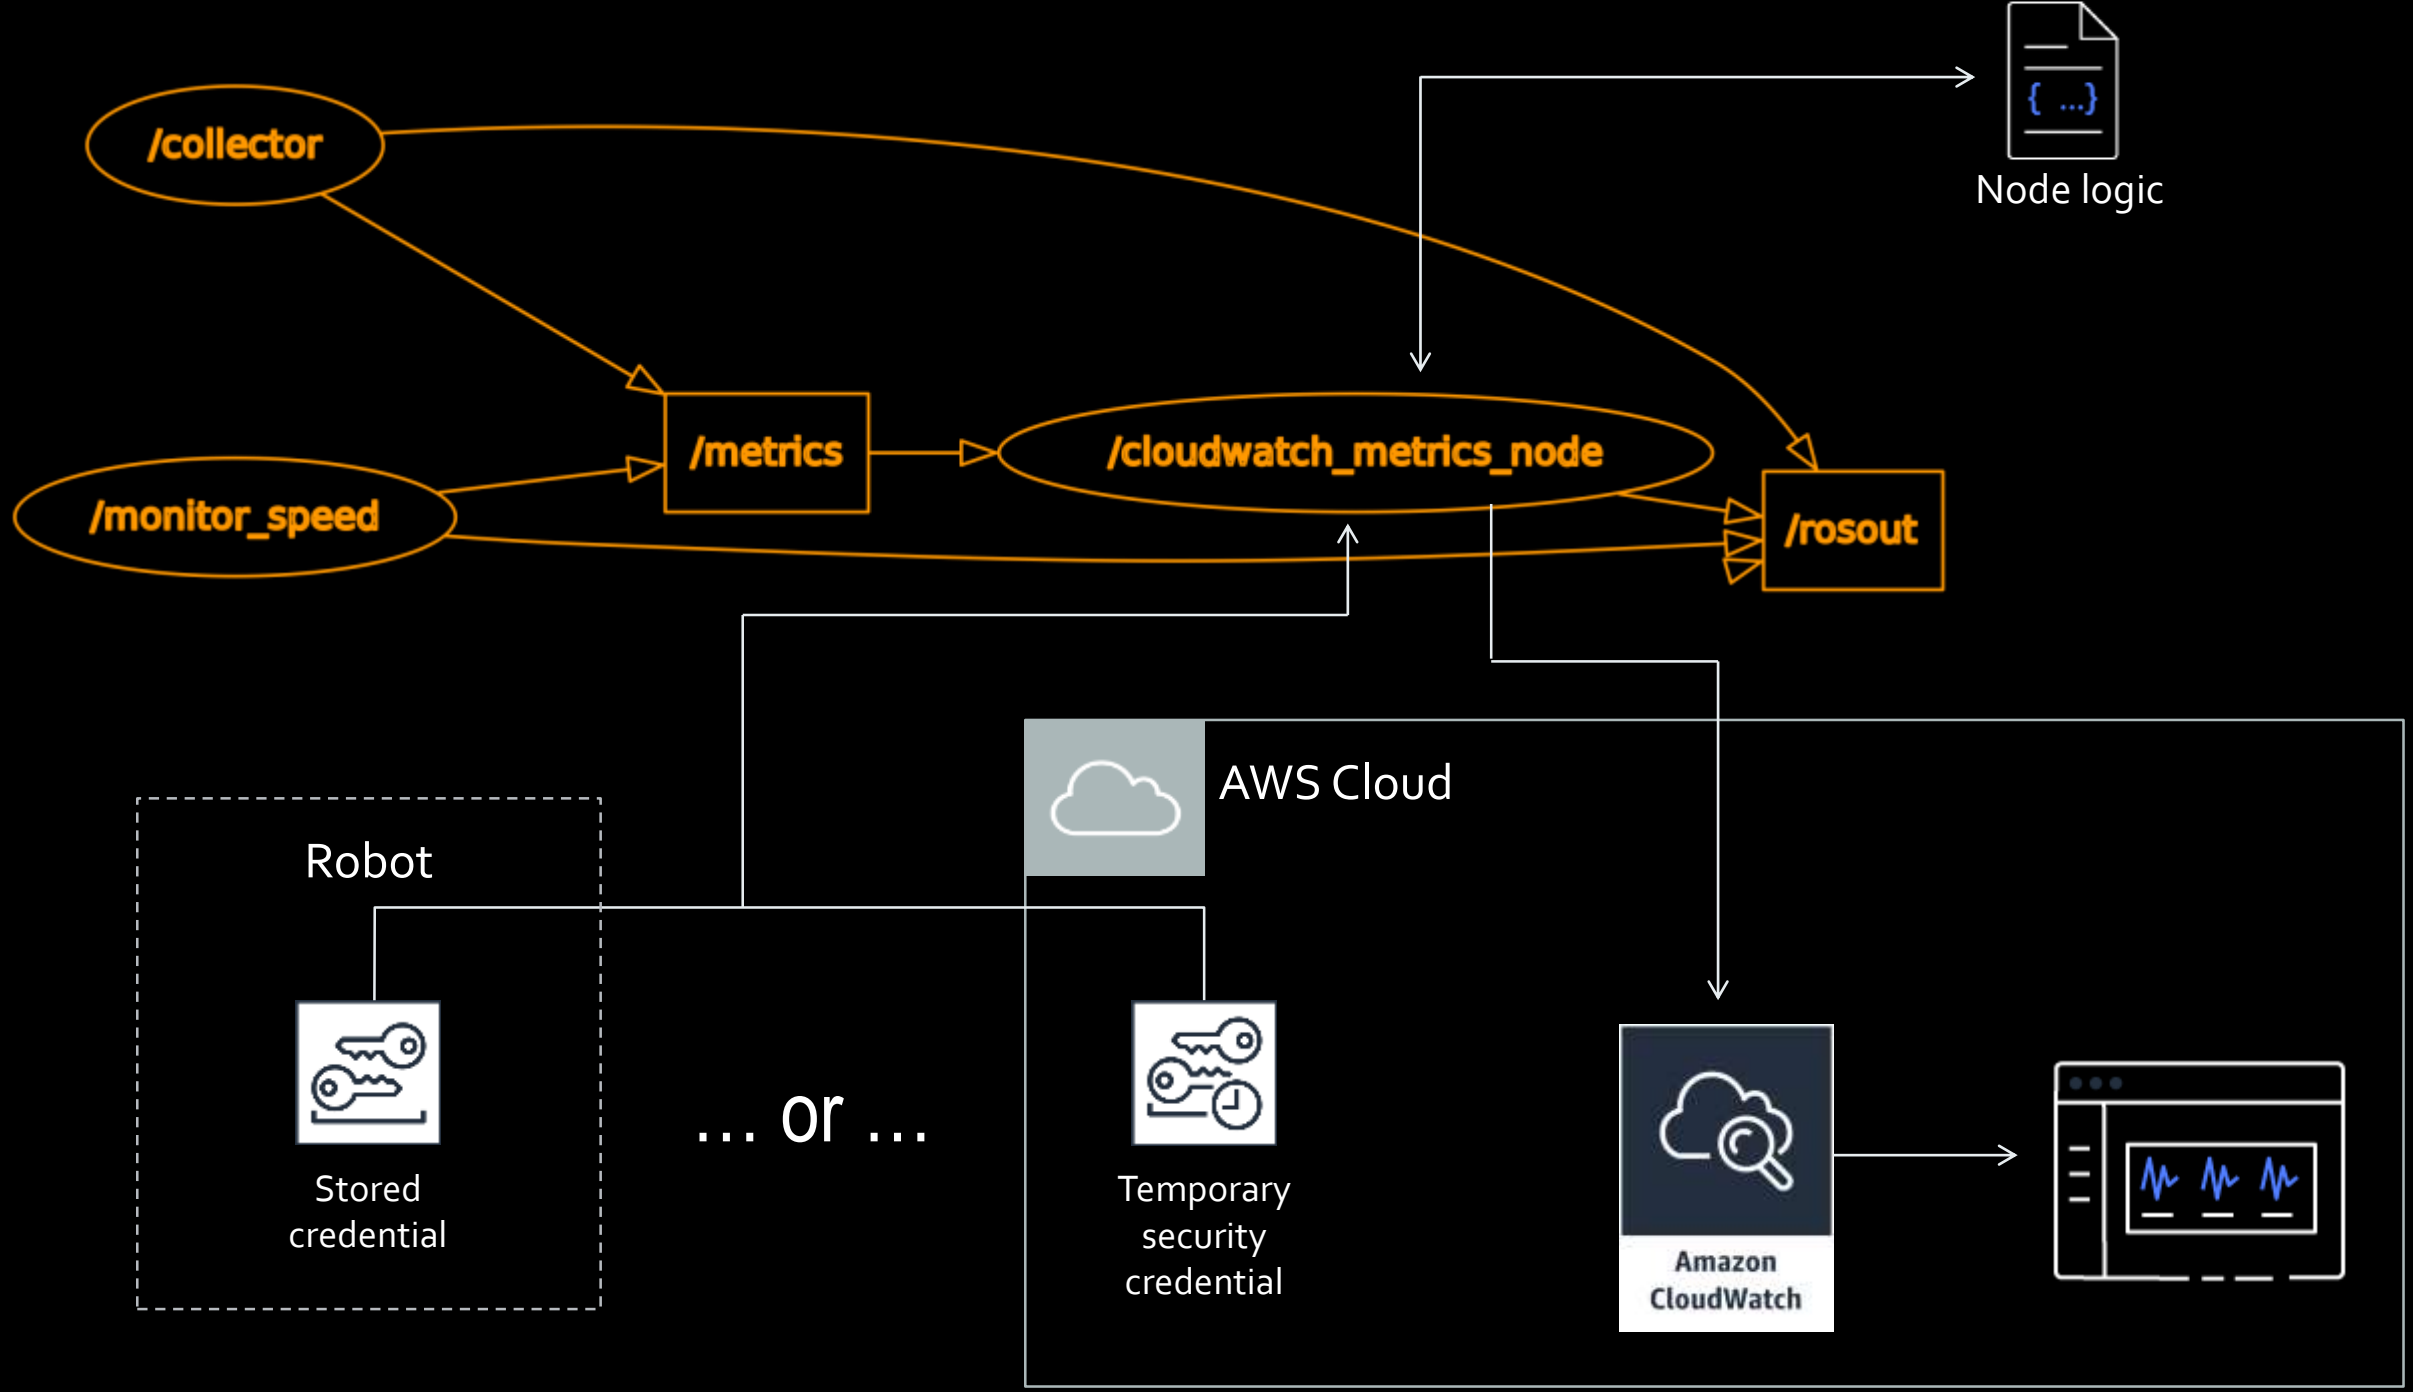 /collector
{ ...}
Node logic
/metrics
/cloudwatch_metrics_node
/monitor_speed
/rosout
AWS Cloud
Robot
... or ...
Stored
credential
Temporary
security
credential
Amazon
CloudWatch